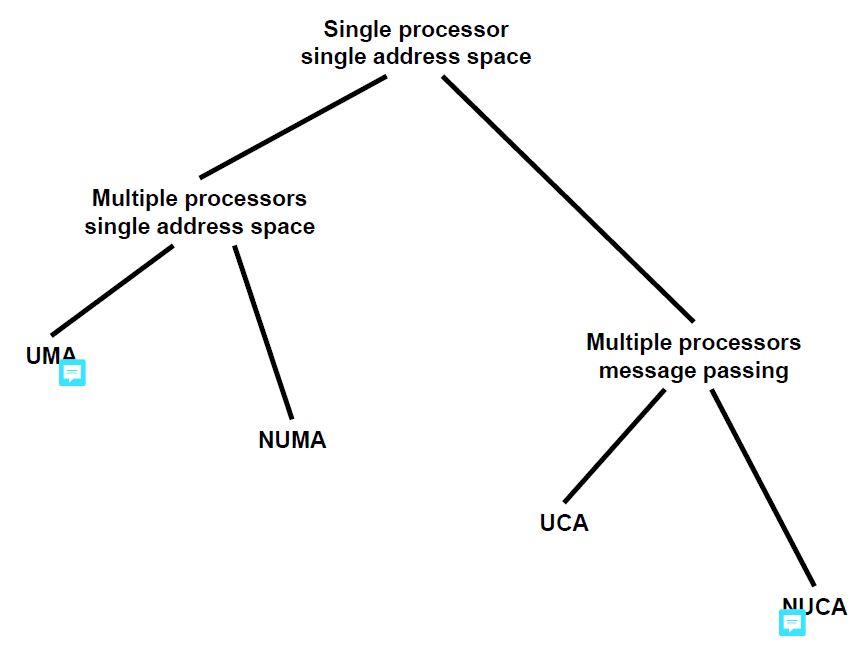 Single processor
single address space
Multiple processors
single address space
UMA
NUMA
Multiple processors
message passing
UCA
NUCA